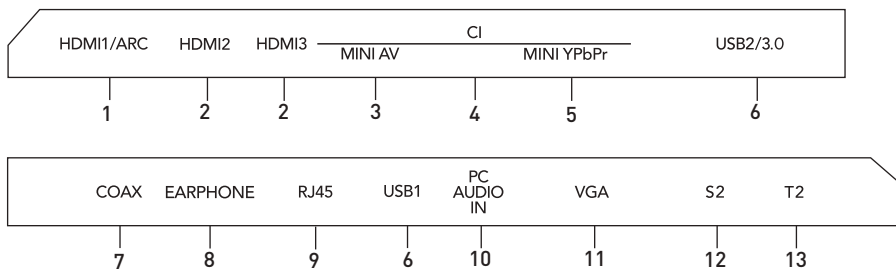 HDMI1/ARC HDMI2 HDMI3 CI USB2/3.0
MINI AV MINI YPbPr
1 2 2 3 4 5 6
COAX EARPHONE RJ45 USB1 PC AUDIO IN VGA S2 T2
7 8 9 6 10 11 12 13